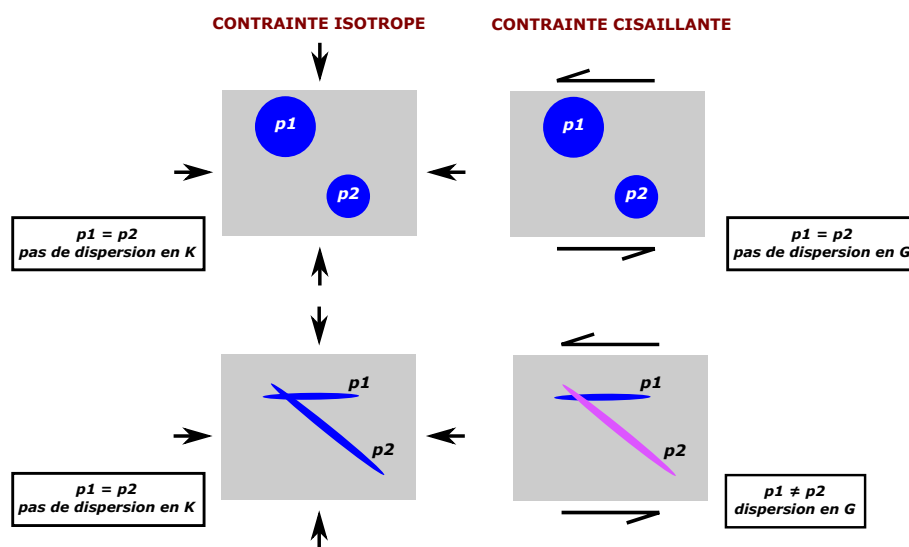 CONTRAINTE ISOTROPE
CONTRAINTE CISAILLANTE
p1
p2
p1
p2
p1 = p2
pas de dispersion en K
p1 = p2
pas de dispersion en G
p1
p2
p1
p2
p1 = p2
pas de dispersion en K
p1 ≠ p2
dispersion en G